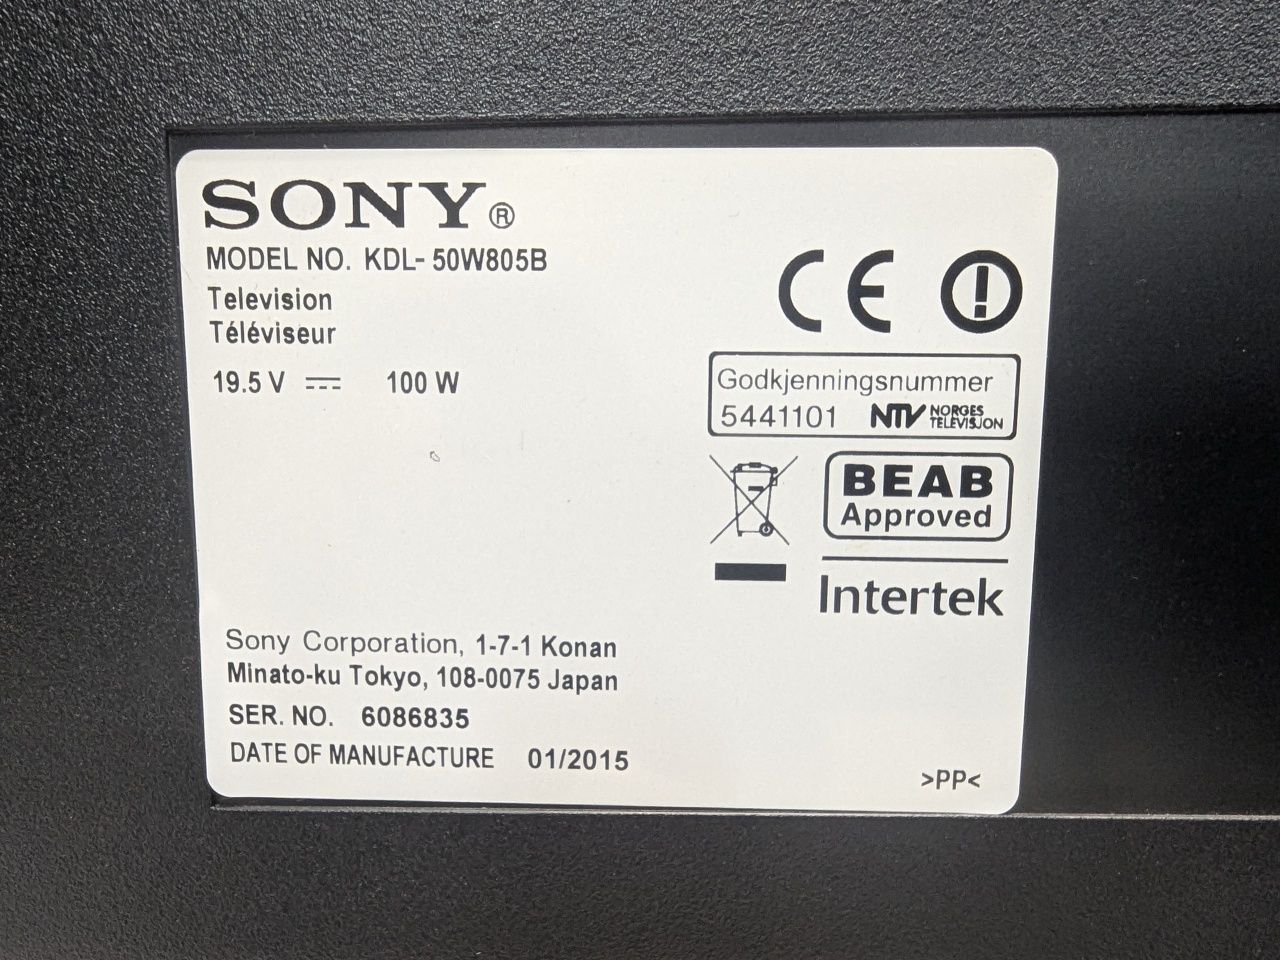 SONY®
MODEL NO. KDL-50W805B
Television
Téléviseur
19.5 V ⎓ 100 W
CE
Godkjenningsnummer
5441101 NTV NORGES TELEVISJON
BEAB
Approved
Intertek
Sony Corporation, 1-7-1 Konan
Minato-ku Tokyo, 108-0075 Japan
SER. NO. 6086835
DATE OF MANUFACTURE 01/2015
>PP<